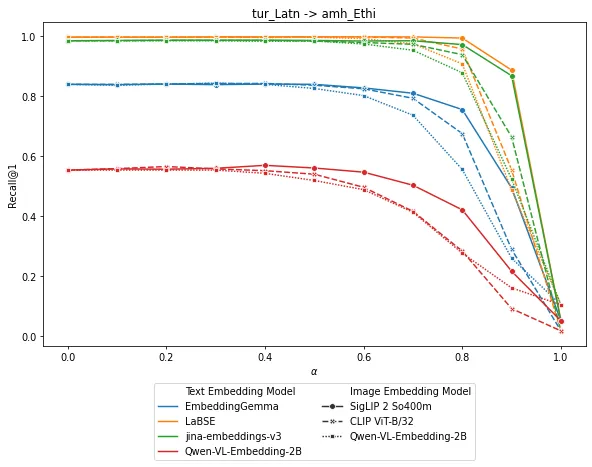 tur_Latn -> amh_Ethi
1.0
0.8
0.6
0.4
0.2
0.0
Recall@1
0.0 0.2 0.4 0.6 0.8 1.0
α
Text Embedding Model Image Embedding Model
EmbeddingGemma SigLIP 2 So400m
LaBSE CLIP ViT-B/32
jina-embeddings-v3 Qwen-VL-Embedding-2B
Qwen-VL-Embedding-2B